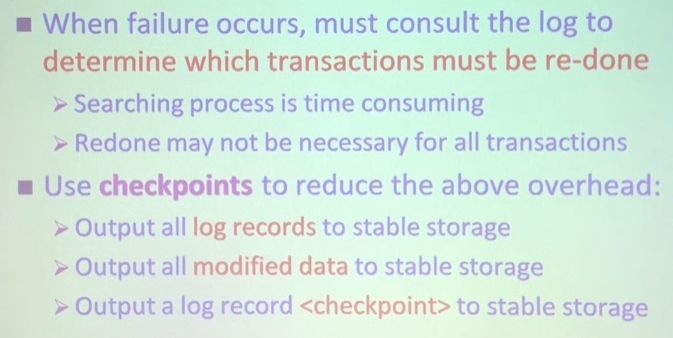 ■ When failure occurs, must consult the log to
determine which transactions must be re-done
➢ Searching process is time consuming
➢ Redone may not be necessary for all transactions
■ Use checkpoints to reduce the above overhead:
➢ Output all log records to stable storage
➢ Output all modified data to stable storage
➢ Output a log record <checkpoint> to stable storage